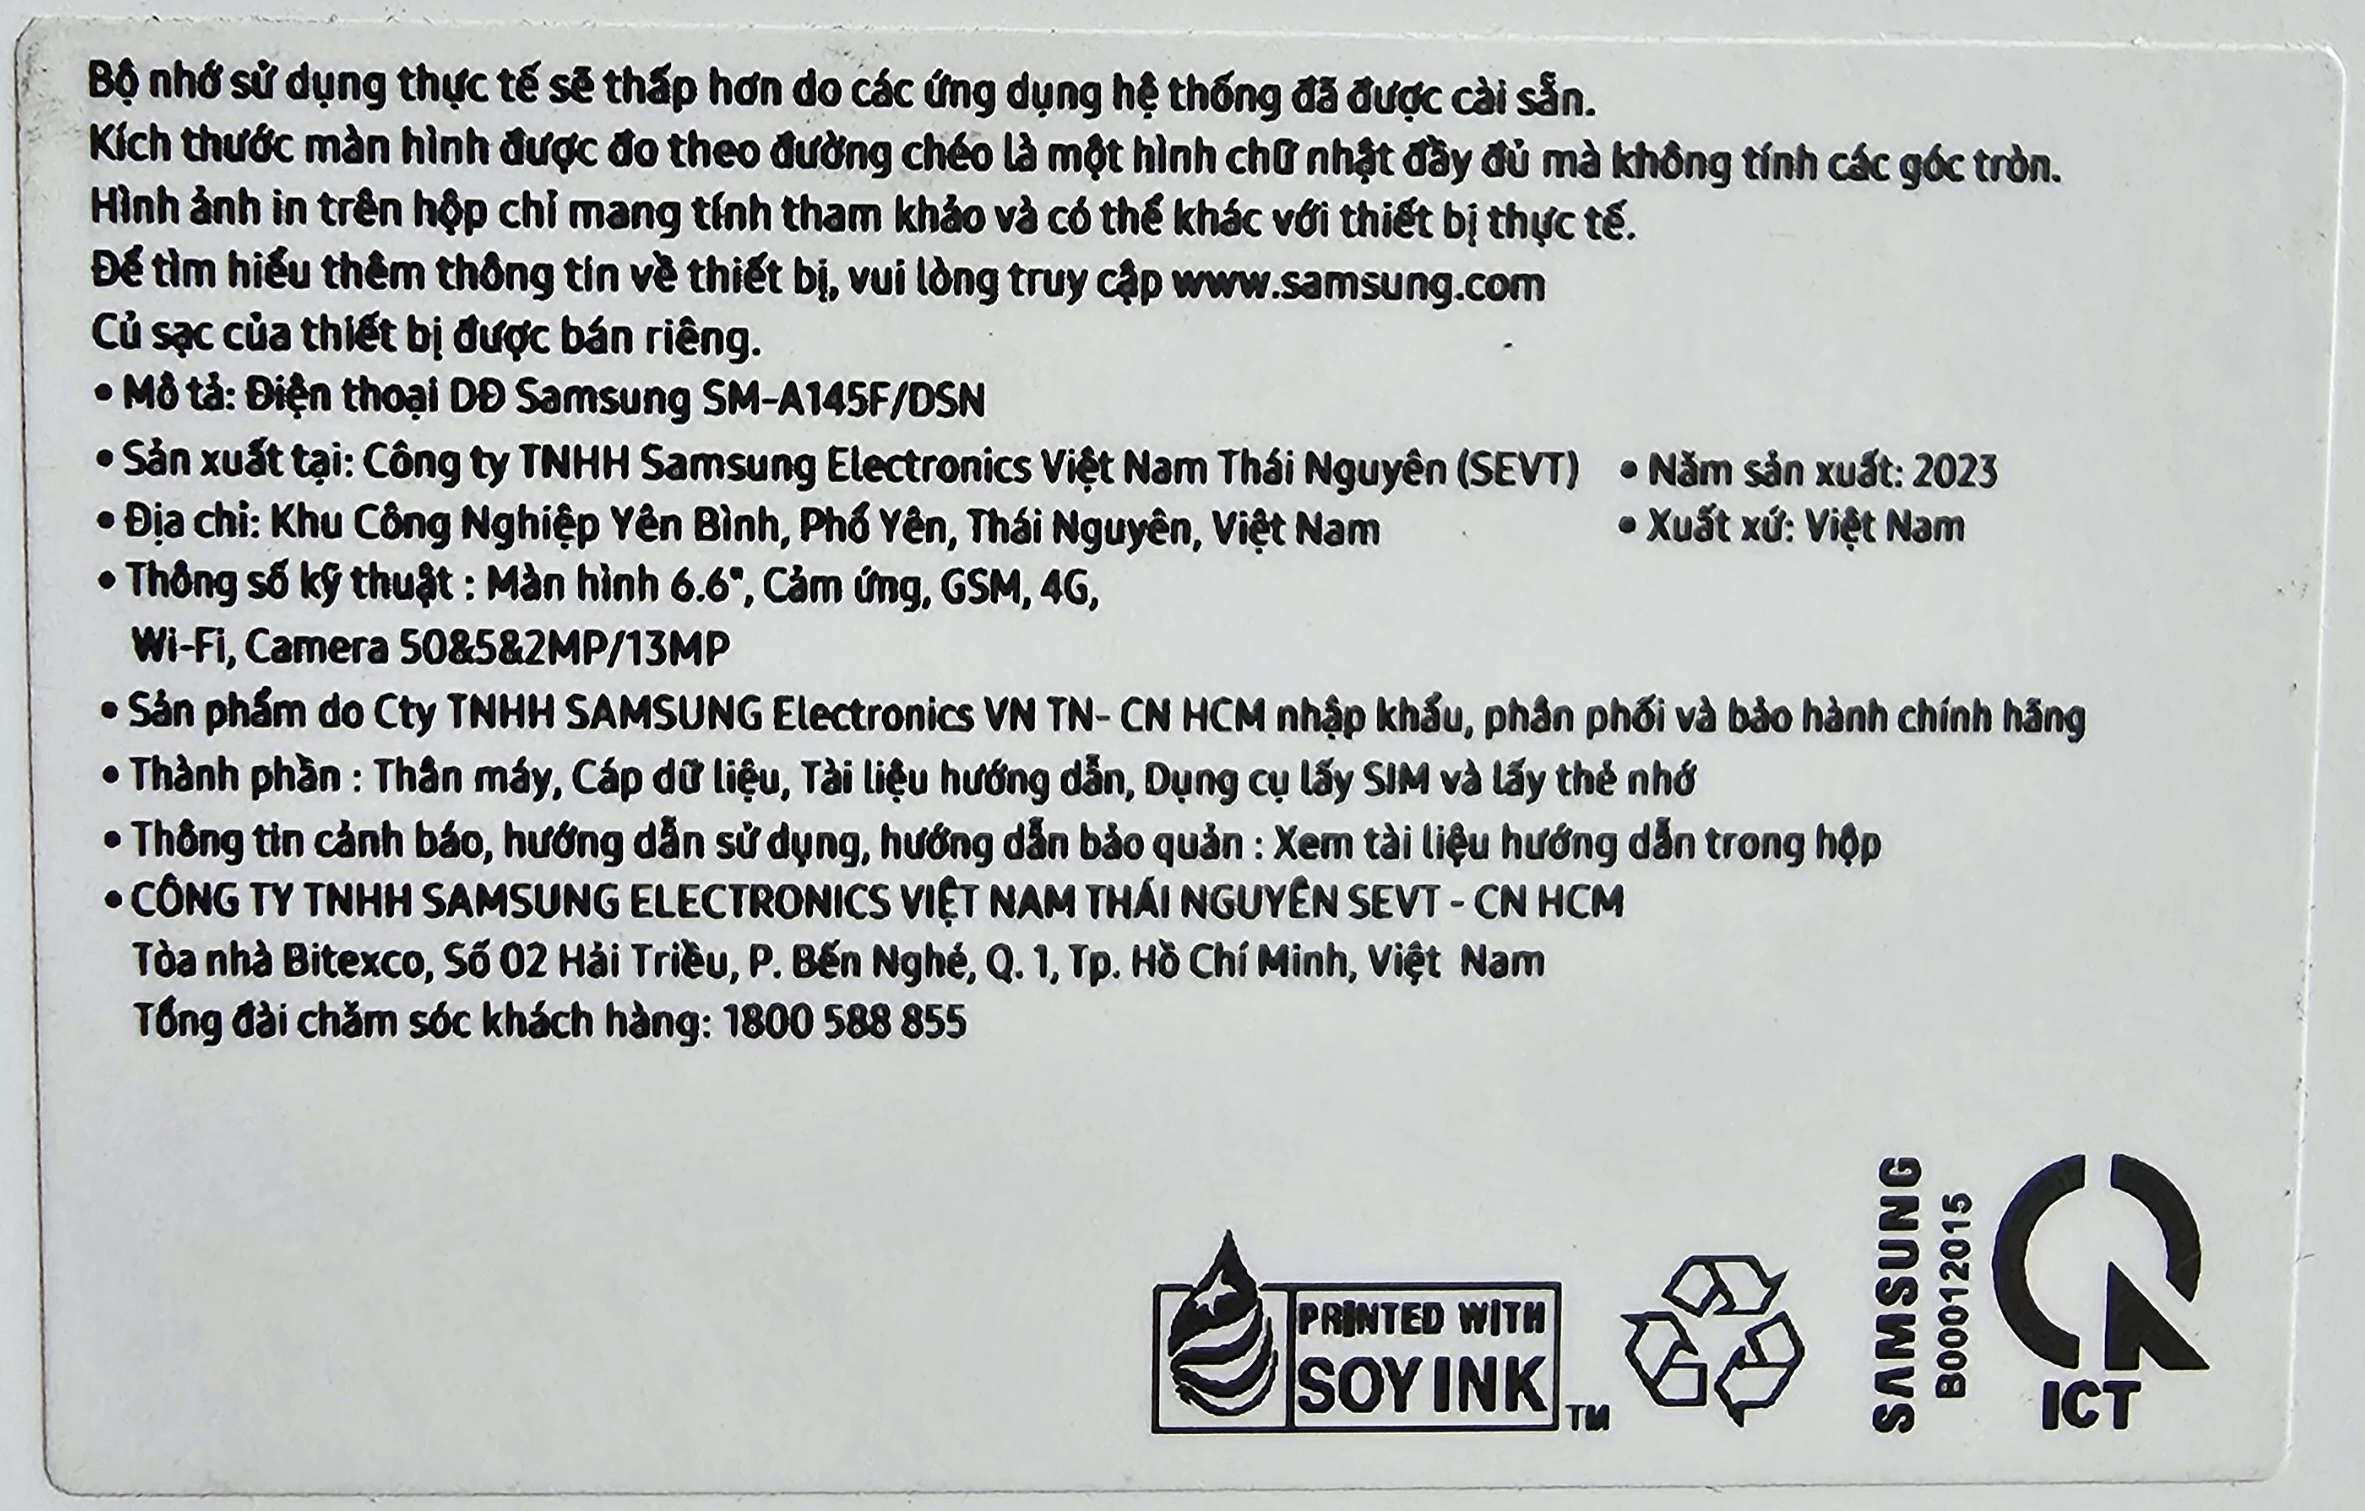 Bộ nhớ sử dụng thực tế sẽ thấp hơn do các ứng dụng hệ thống đã được cài sẵn.
Kích thước màn hình được đo theo đường chéo là một hình chữ nhật đầy đủ mà không tính các góc tròn.
Hình ảnh in trên hộp chỉ mang tính tham khảo và có thể khác với thiết bị thực tế.
Để tìm hiểu thêm thông tin về thiết bị, vui lòng truy cập www.samsung.com
Củ sạc của thiết bị được bán riêng.
• Mô tả: Điện thoại DĐ Samsung SM-A145F/DSN
• Sản xuất tại: Công ty TNHH Samsung Electronics Việt Nam Thái Nguyên (SEVT) • Năm sản xuất: 2023
• Địa chỉ: Khu Công Nghiệp Yên Bình, Phổ Yên, Thái Nguyên, Việt Nam • Xuất xứ: Việt Nam
• Thông số kỹ thuật : Màn hình 6.6", Cảm ứng, GSM, 4G,
Wi-Fi, Camera 50&5&2MP/13MP
• Sản phẩm do Cty TNHH SAMSUNG Electronics VN TN- CN HCM nhập khẩu, phân phối và bảo hành chính hãng
• Thành phần : Thân máy, Cáp dữ liệu, Tài liệu hướng dẫn, Dụng cụ lấy SIM và lấy thẻ nhớ
• Thông tin cảnh báo, hướng dẫn sử dụng, hướng dẫn bảo quản : Xem tài liệu hướng dẫn trong hộp
• CÔNG TY TNHH SAMSUNG ELECTRONICS VIỆT NAM THÁI NGUYÊN SEVT - CN HCM
Tòa nhà Bitexco, Số 02 Hải Triều, P. Bến Nghé, Q. 1, Tp. Hồ Chí Minh, Việt Nam
Tổng đài chăm sóc khách hàng: 1800 588 855
PRINTED WITH
SOY INK TM
SAMSUNG
B000122015
ICT